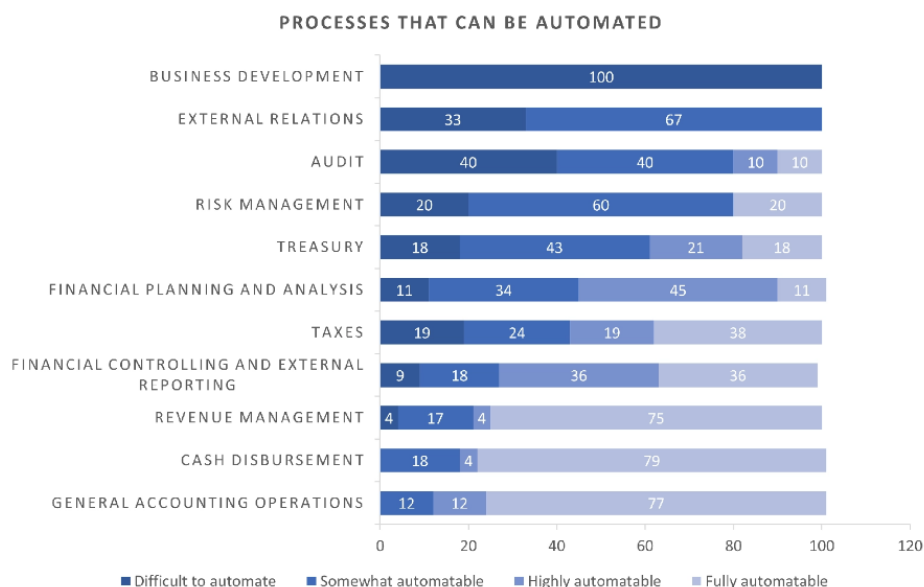 PROCESSES THAT CAN BE AUTOMATED
BUSINESS DEVELOPMENT 100
EXTERNAL RELATIONS 33 67
AUDIT 40 40 10 10
RISK MANAGEMENT 20 60 20
TREASURY 18 43 21 18
FINANCIAL PLANNING AND ANALYSIS 11 34 45 11
TAXES 19 24 19 38
FINANCIAL CONTROLLING AND EXTERNAL
REPORTING 9 18 36 36
REVENUE MANAGEMENT 4 17 4 75
CASH DISBURSEMENT 18 4 79
GENERAL ACCOUNTING OPERATIONS 12 12 77
0 20 40 60 80 100 120
Difficult to automate Somewhat automatable Highly automatable Fully automatable